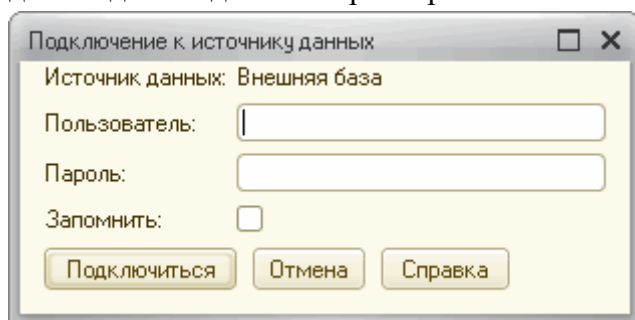 Подключение к источнику данных
Источник данных: Внешняя база
Пользователь:
Пароль:
Запомнить:
Подключиться Отмена Справка